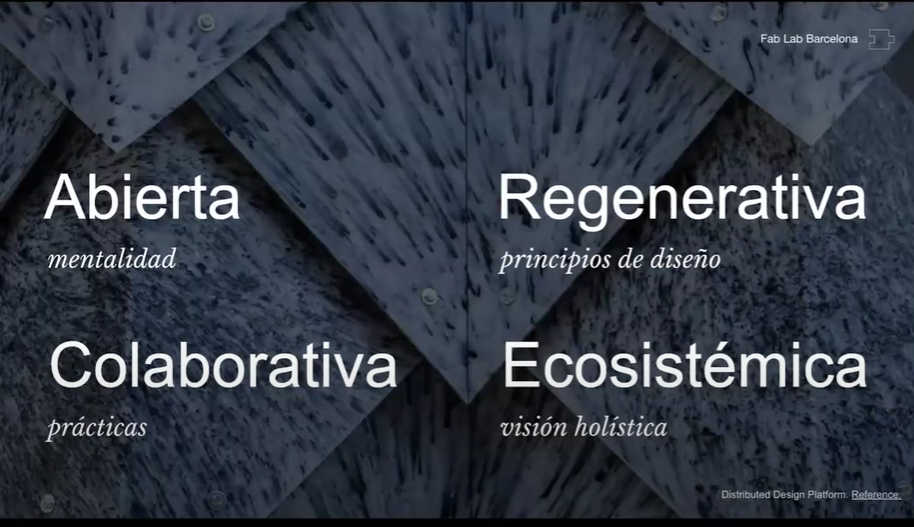 Fab Lab Barcelona
Abierta
mentalidad
Regenerativa
principios de diseño
Colaborativa
prácticas
Ecosistémica
visión holística
Distributed Design Platform. Reference.